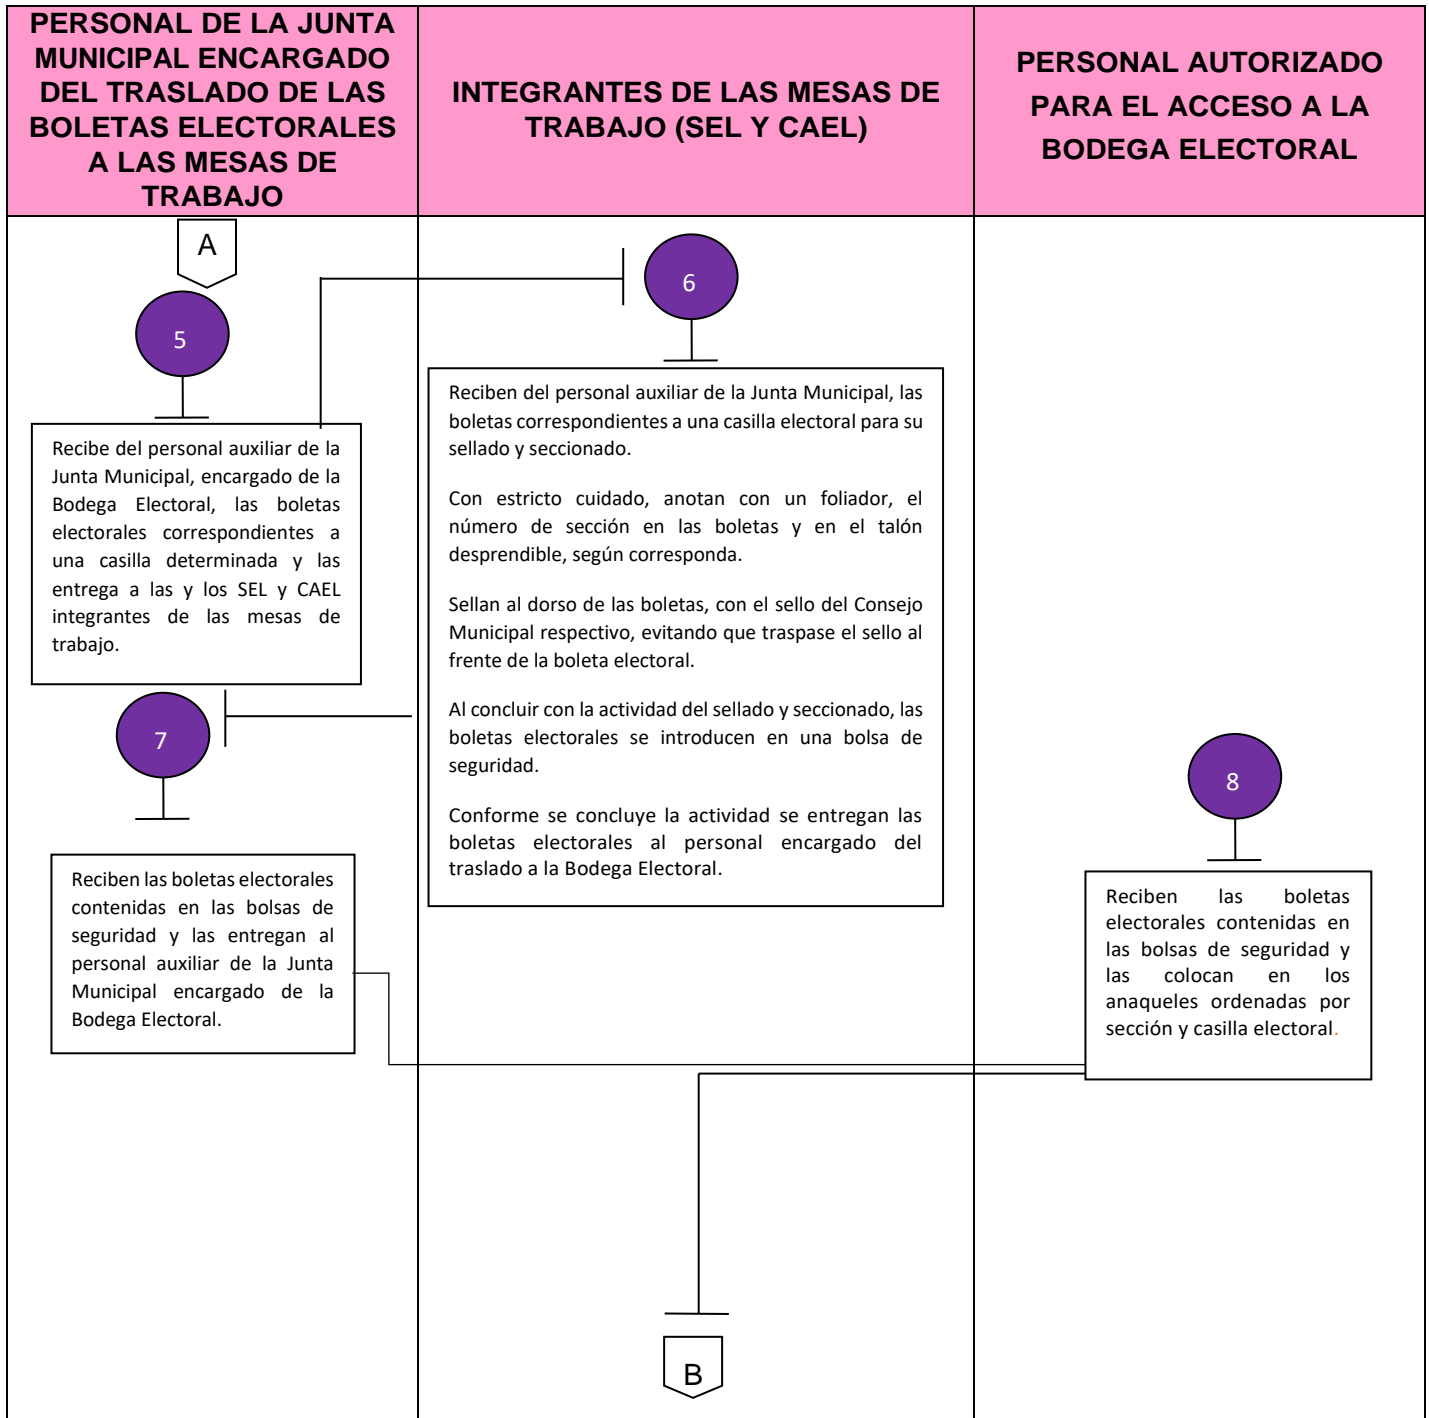 PERSONAL DE LA JUNTA
MUNICIPAL ENCARGADO
DEL TRASLADO DE LAS
BOLETAS ELECTORALES
A LAS MESAS DE
TRABAJO
INTEGRANTES DE LAS MESAS DE
TRABAJO (SEL Y CAEL)
PERSONAL AUTORIZADO
PARA EL ACCESO A LA
BODEGA ELECTORAL
A
5
Recibe del personal auxiliar de la
Junta Municipal, encargado de la
Bodega Electoral, las boletas
electorales correspondientes a
una casilla determinada y las
entrega a las y los SEL y CAEL
integrantes de las mesas de
trabajo.
6
Reciben del personal auxiliar de la Junta Municipal, las
boletas correspondientes a una casilla electoral para su
sellado y seccionado.
Con estricto cuidado, anotan con un foliador, el
número de sección en las boletas y en el talón
desprendible, según corresponda.
Sellan al dorso de las boletas, con el sello del Consejo
Municipal respectivo, evitando que traspase el sello al
frente de la boleta electoral.
Al concluir con la actividad del sellado y seccionado, las
boletas electorales se introducen en una bolsa de
seguridad.
Conforme se concluye la actividad se entregan las
boletas electorales al personal encargado del
traslado a la Bodega Electoral.
7
Reciben las boletas electorales
contenidas en las bolsas de
seguridad y las entregan al
personal auxiliar de la Junta
Municipal encargado de la
Bodega Electoral.
8
Reciben las boletas
electorales contenidas en
las bolsas de seguridad y
las colocan en los
anaqueles ordenadas por
sección y casilla electoral.
B